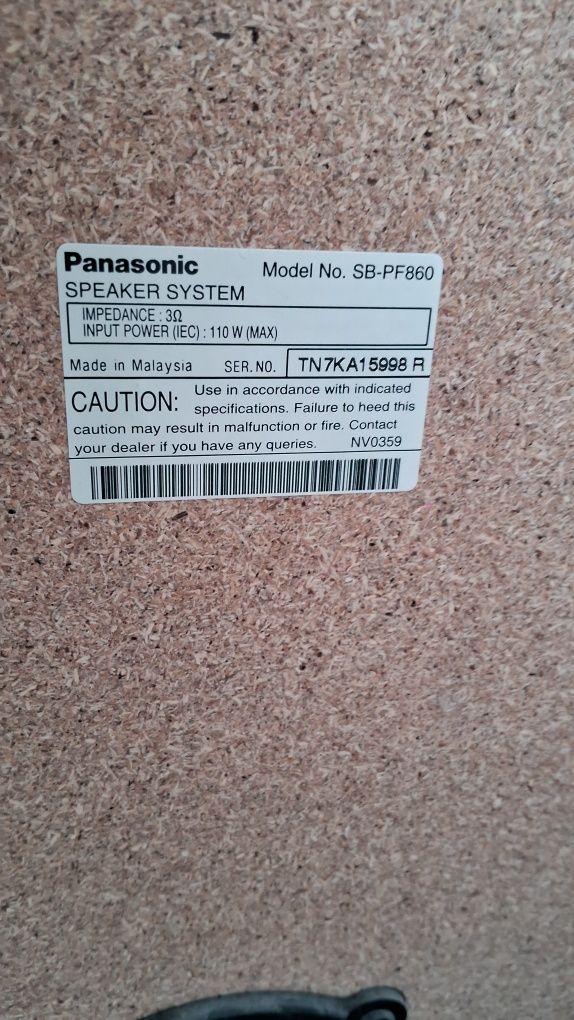 Panasonic Model No. SB-PF860
SPEAKER SYSTEM
IMPEDANCE : 3Ω
INPUT POWER (IEC) : 110 W (MAX)
Made in Malaysia SER. NO. TN7KA15998 R
CAUTION: Use in accordance with indicated
specifications. Failure to heed this
caution may result in malfunction or fire. Contact
your dealer if you have any queries. NV0359